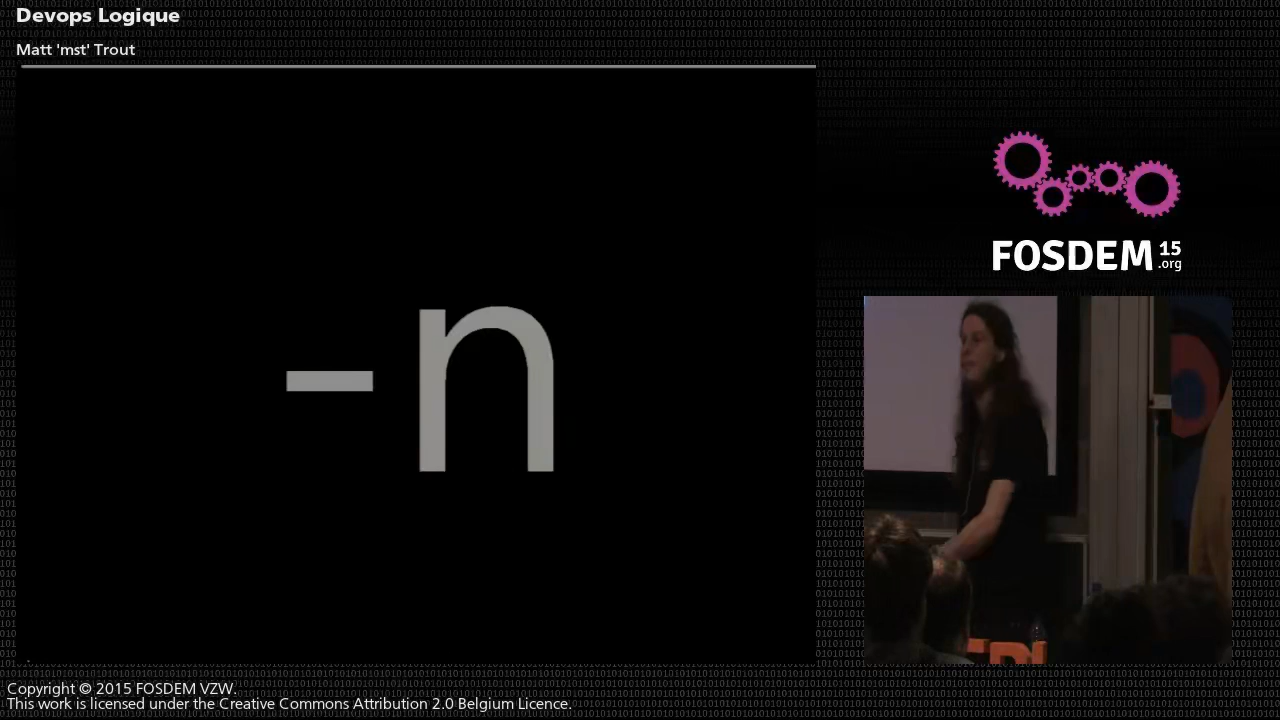 Devops Logique
Matt 'mst' Trout
-n
FOSDEM 15
.org
Copyright © 2015 FOSDEM VZW.
This work is licensed under the Creative Commons Attribution 2.0 Belgium Licence.